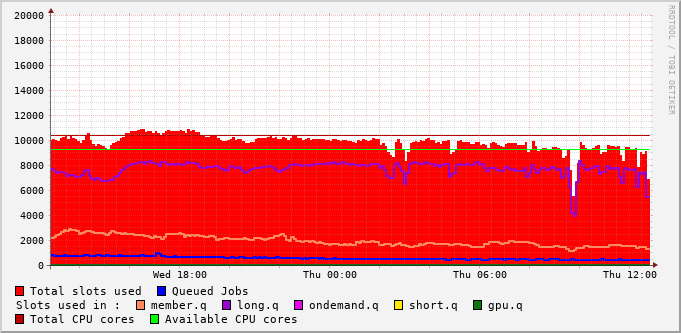 20000
18000
16000
14000
12000
10000
8000
6000
4000
2000
0
Wed 18:00 Thu 00:00 Thu 06:00 Thu 12:00
RRDTOOL / TOBI OETIKER
Total slots used Queued Jobs
Slots used in : member.q long.q ondemand.q short.q gpu.q
Total CPU cores Available CPU cores